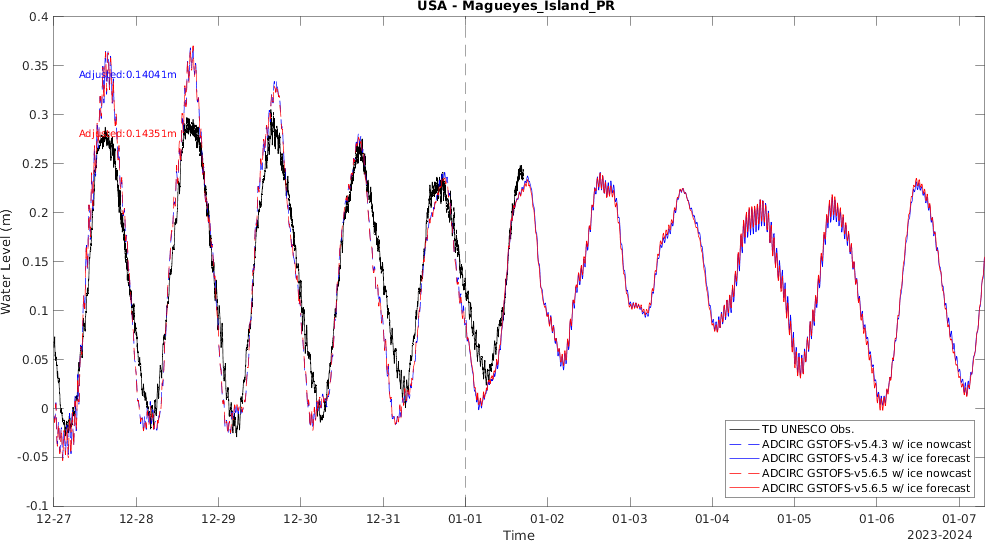 USA - Magueyes_Island_PR
0.4
0.35
0.3
0.25
0.2
0.15
0.1
0.05
0
-0.05
-0.1
Water Level (m)
Adjusted:0.14041m
Adjusted:0.14351m
TD UNESCO Obs.
ADCIRC GSTOFS-v5.4.3 w/ ice nowcast
ADCIRC GSTOFS-v5.4.3 w/ ice forecast
ADCIRC GSTOFS-v5.6.5 w/ ice nowcast
ADCIRC GSTOFS-v5.6.5 w/ ice forecast
12-27 12-28 12-29 12-30 12-31 01-01 01-02 01-03 01-04 01-05 01-06 01-07
Time
2023-2024